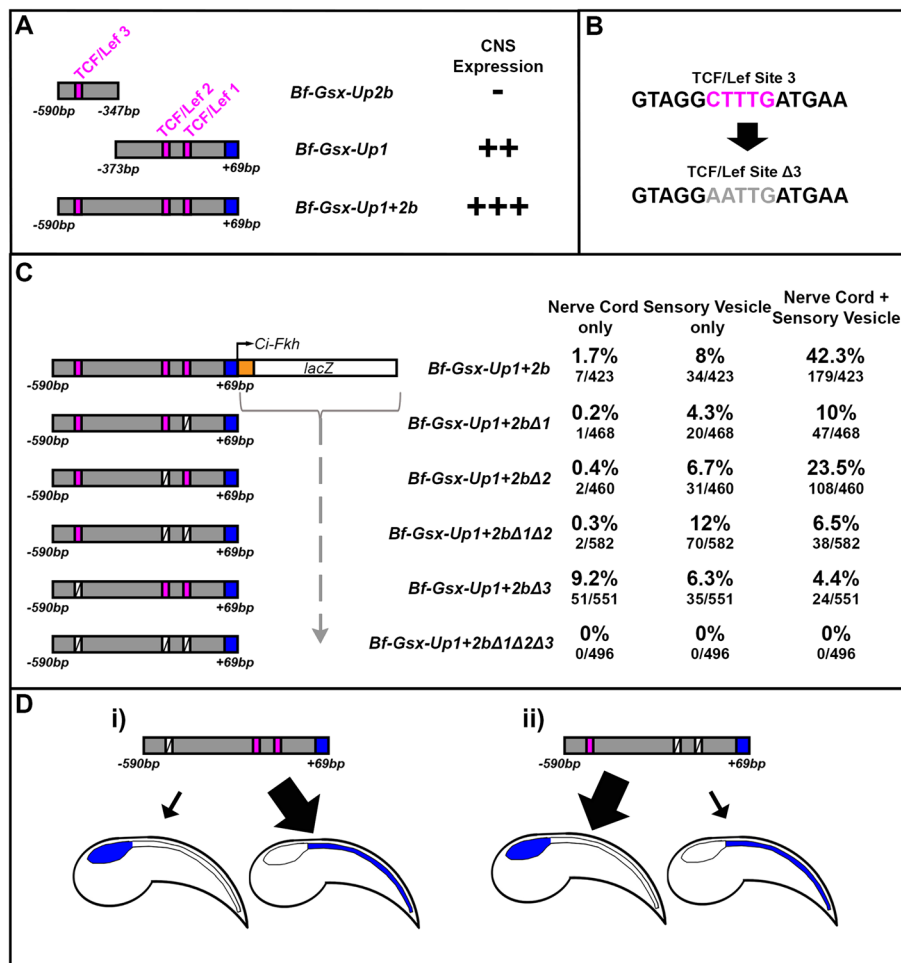 A
CNS
Expression
TCF/Lef 3
-590bp
-347bp
Bf-Gsx-Up2b
-
TCF/Lef 2
TCF/Lef 1
-373bp
+69bp
Bf-Gsx-Up1
++
-590bp
+69bp
Bf-Gsx-Up1+2b
+++
B
TCF/Lef Site 3
GTAGGCTTTGATGAA
TCF/Lef Site Δ3
GTAGGAATTGATGAA
C
Nerve Cord only
Sensory Vesicle only
Nerve Cord + Sensory Vesicle
Ci-Fkh
lacZ
-590bp
+69bp
Bf-Gsx-Up1+2b
1.7%
8%
42.3%
7/423
34/423
179/423
-590bp
+69bp
Bf-Gsx-Up1+2bΔ1
0.2%
4.3%
10%
1/468
20/468
47/468
-590bp
+69bp
Bf-Gsx-Up1+2bΔ2
0.4%
6.7%
23.5%
2/460
31/460
108/460
-590bp
+69bp
Bf-Gsx-Up1+2bΔ1Δ2
0.3%
12%
6.5%
2/582
70/582
38/582
-590bp
+69bp
Bf-Gsx-Up1+2bΔ3
9.2%
6.3%
4.4%
51/551
35/551
24/551
-590bp
+69bp
Bf-Gsx-Up1+2bΔ1Δ2Δ3
0%
0%
0%
0/496
0/496
0/496
D
i)
-590bp
+69bp
ii)
-590bp
+69bp